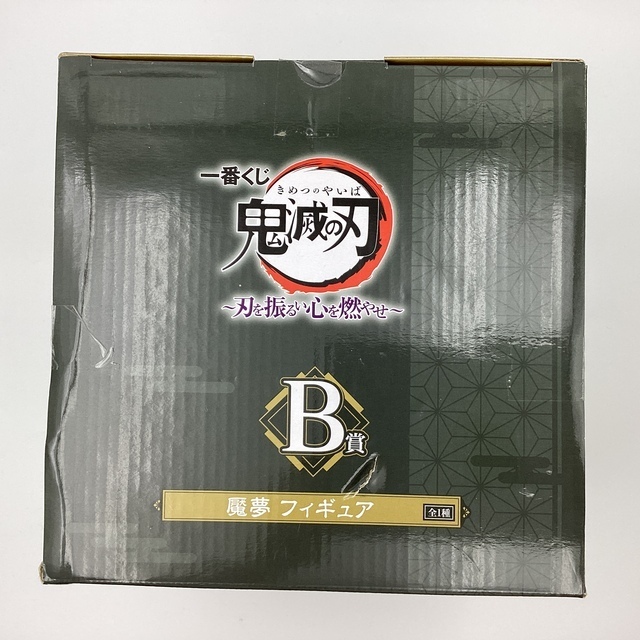 一番くじ
きめつのやいば
鬼滅の刃
～刃を振るい心を燃やせ～
B賞
魘夢 フィギュア
全1種